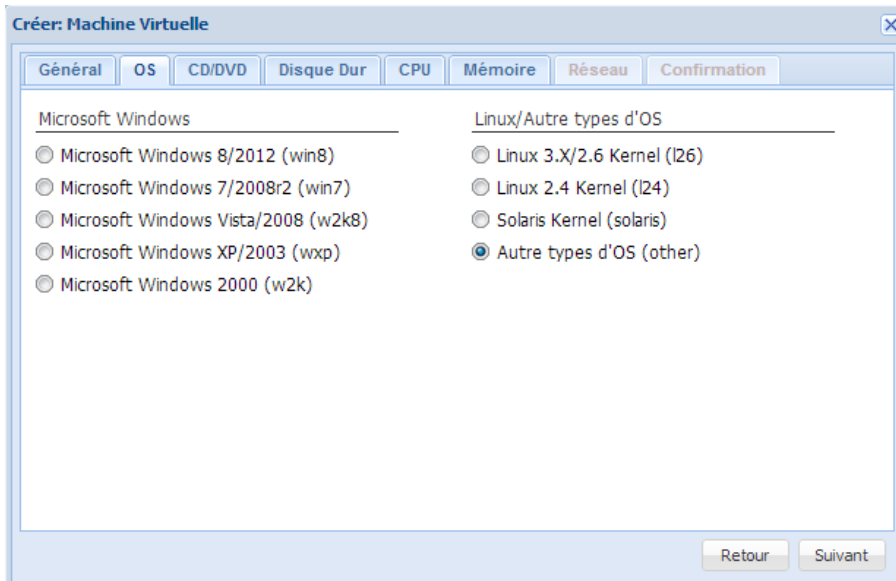 Créer: Machine Virtuelle
Général OS CD/DVD Disque Dur CPU Mémoire Rèseau Confirmation
Microsoft Windows
Microsoft Windows 8/2012 (win8)
Microsoft Windows 7/2008r2 (win7)
Microsoft Windows Vista/2008 (w2k8)
Microsoft Windows XP/2003 (wxp)
Microsoft Windows 2000 (w2k)
Linux/Autre types d'OS
Linux 3.X/2.6 Kernel (l26)
Linux 2.4 Kernel (l24)
Solaris Kernel (solaris)
Autre types d'OS (other)
Retour Suivant